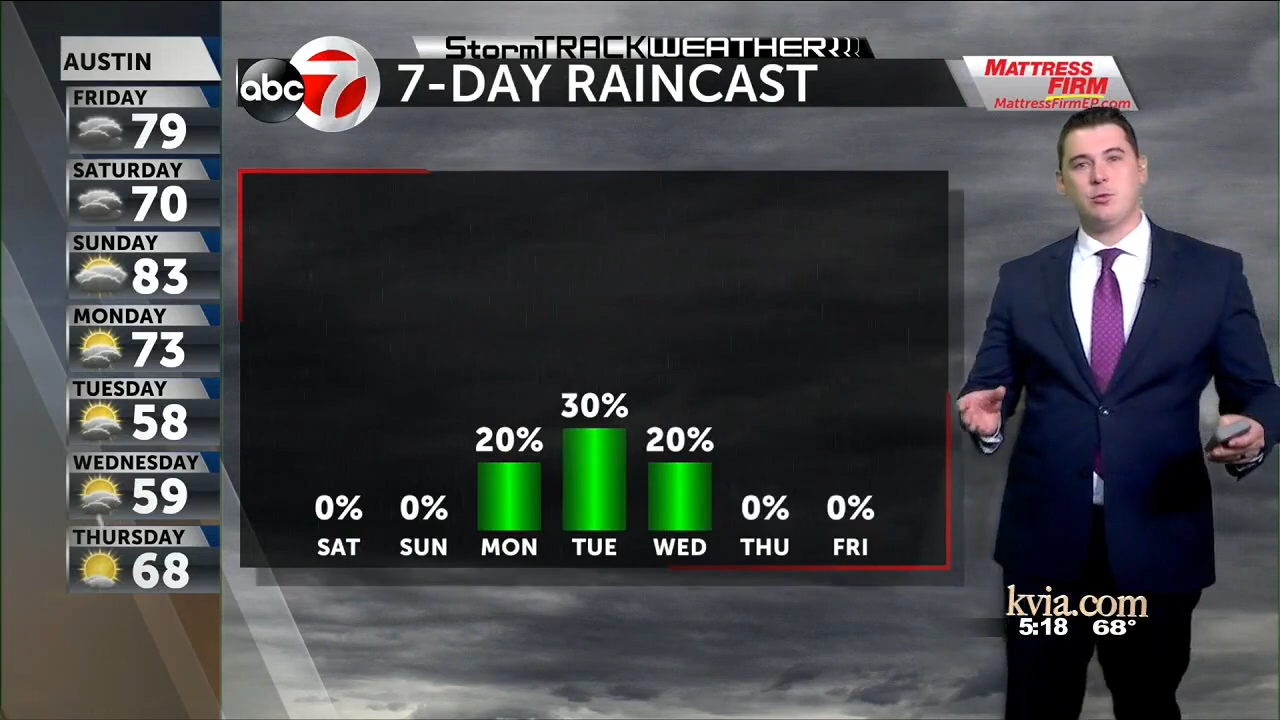 AUSTIN
FRIDAY
79
SATURDAY
70
SUNDAY
83
MONDAY
73
TUESDAY
58
WEDNESDAY
59
THURSDAY
68
StormTRACKWEATHER
abc 7
7-DAY RAINCAST
MATTRESS
FIRM
MattressFirmEP.com
30%
20% 20%
0% 0% 0% 0%
SAT SUN MON TUE WED THU FRI
kvia.com
5:18 68°